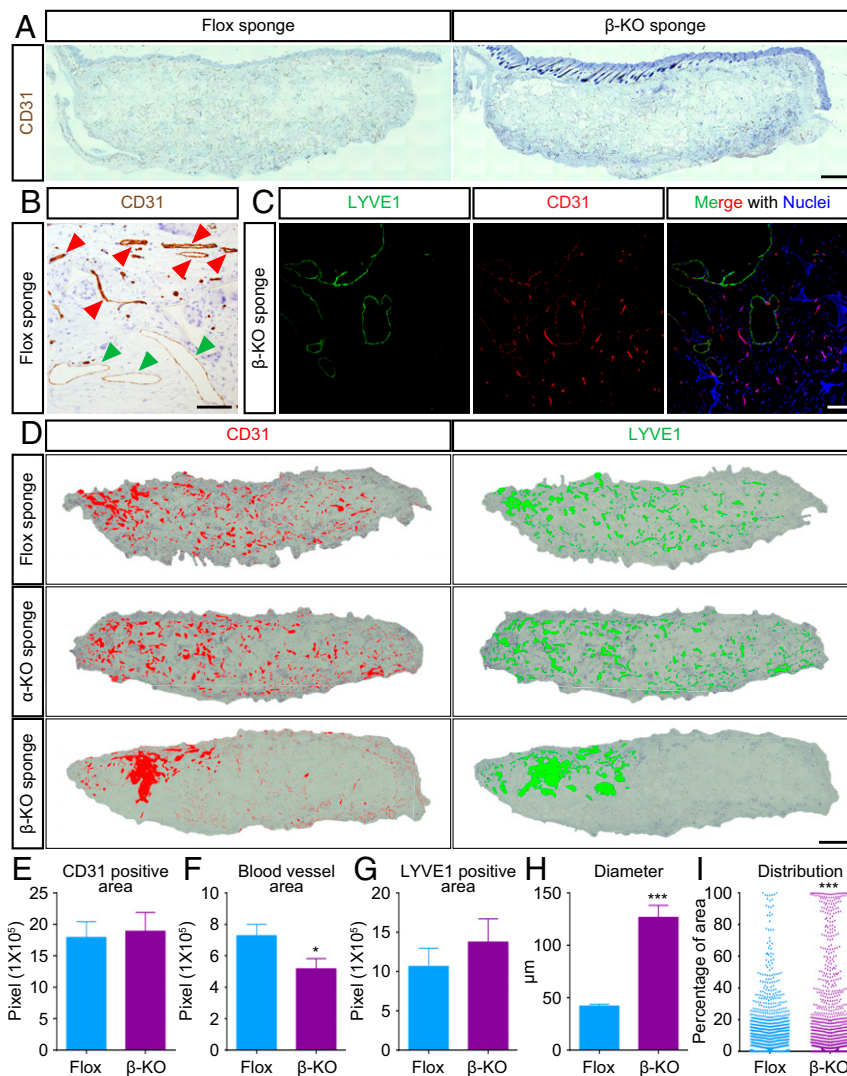 A
Flox sponge
β-KO sponge
CD31
B
CD31
C
LYVE1
CD31
Merge with Nuclei
Flox sponge
β-KO sponge
D
CD31
LYVE1
Flox sponge
α-KO sponge
β-KO sponge
E
CD31 positive
area
Pixel (1X10⁵)
25
20
15
10
5
0
Flox
β-KO
F
Blood vessel
area
Pixel (1X10⁵)
10
8
6
4
2
0
*
Flox
β-KO
G
LYVE1 positive
area
Pixel (1X10⁵)
20
15
10
5
0
Flox
β-KO
H
Diameter
µm
150
100
50
0
***
Flox
β-KO
I
Distribution
Percentage of area
100
80
60
40
20
0
***
Flox
β-KO